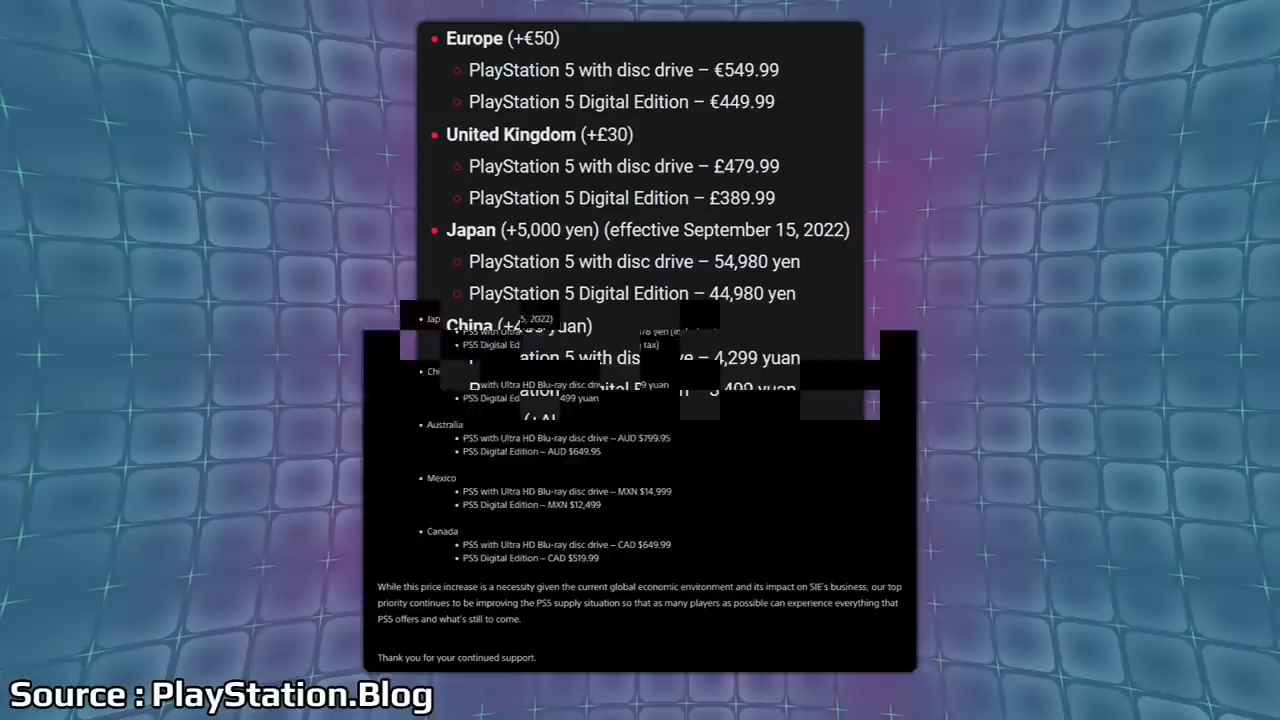 Europe (+€50)
PlayStation 5 with disc drive – €549.99
PlayStation 5 Digital Edition – €449.99
United Kingdom (+£30)
PlayStation 5 with disc drive – £479.99
PlayStation 5 Digital Edition – £389.99
Japan (+5,000 yen) (effective September 15, 2022)
PlayStation 5 with disc drive – 54,980 yen
PlayStation 5 Digital Edition – 44,980 yen
China
4,299 yuan
499 yuan
Australia
PS5 with Ultra HD Blu-ray disc drive – AUD $799.95
PS5 Digital Edition – AUD $649.95
Mexico
PS5 with Ultra HD Blu-ray disc drive – MXN $14,999
PS5 Digital Edition – MXN $12,499
Canada
PS5 with Ultra HD Blu-ray disc drive – CAD $649.99
PS5 Digital Edition – CAD $519.99
While this price increase is a necessity given the current global economic environment and its impact on SIE's business, our top
priority continues to be improving the PS5 supply situation so that as many players as possible can experience everything that
PS5 offers and what's still to come.
Thank you for your continued support.
Source : PlayStation.Blog